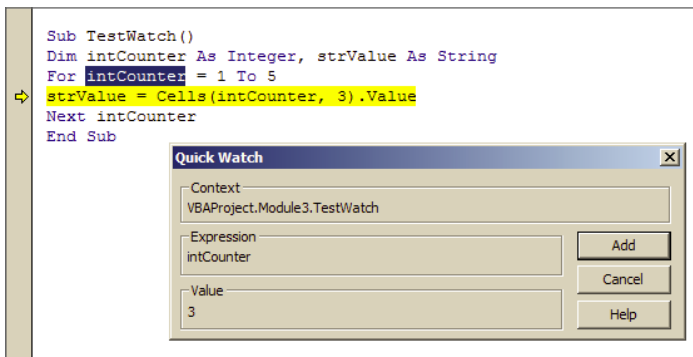 Sub TestWatch()
Dim intCounter As Integer, strValue As String
For intCounter = 1 To 5
strValue = Cells(intCounter, 3).Value
Next intCounter
End Sub
Quick Watch
Context
VBAProject.Module3.TestWatch
Expression
intCounter
Add
Cancel
Value
3
Help